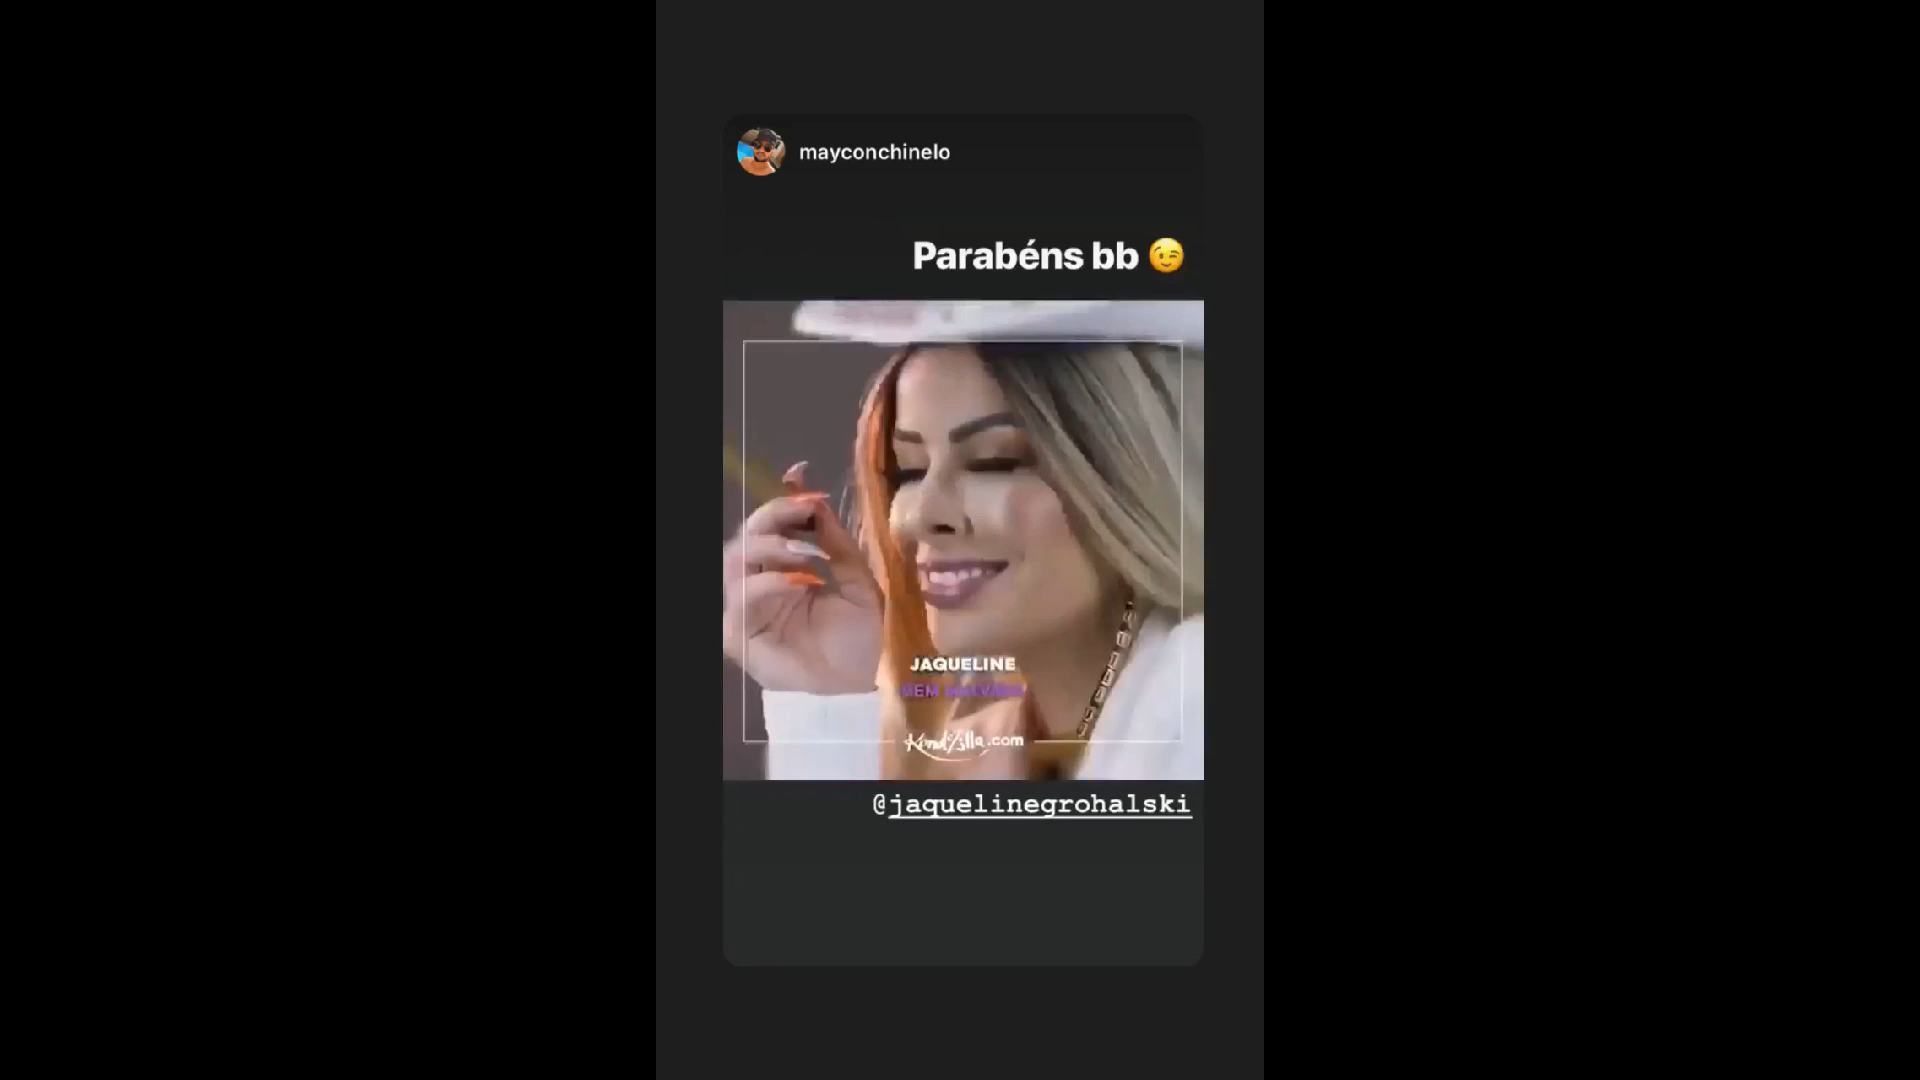 mayconchinelo
Parabéns bb 😉
JAQUELINE
KondZilla.com
@jaquelinegrohalski